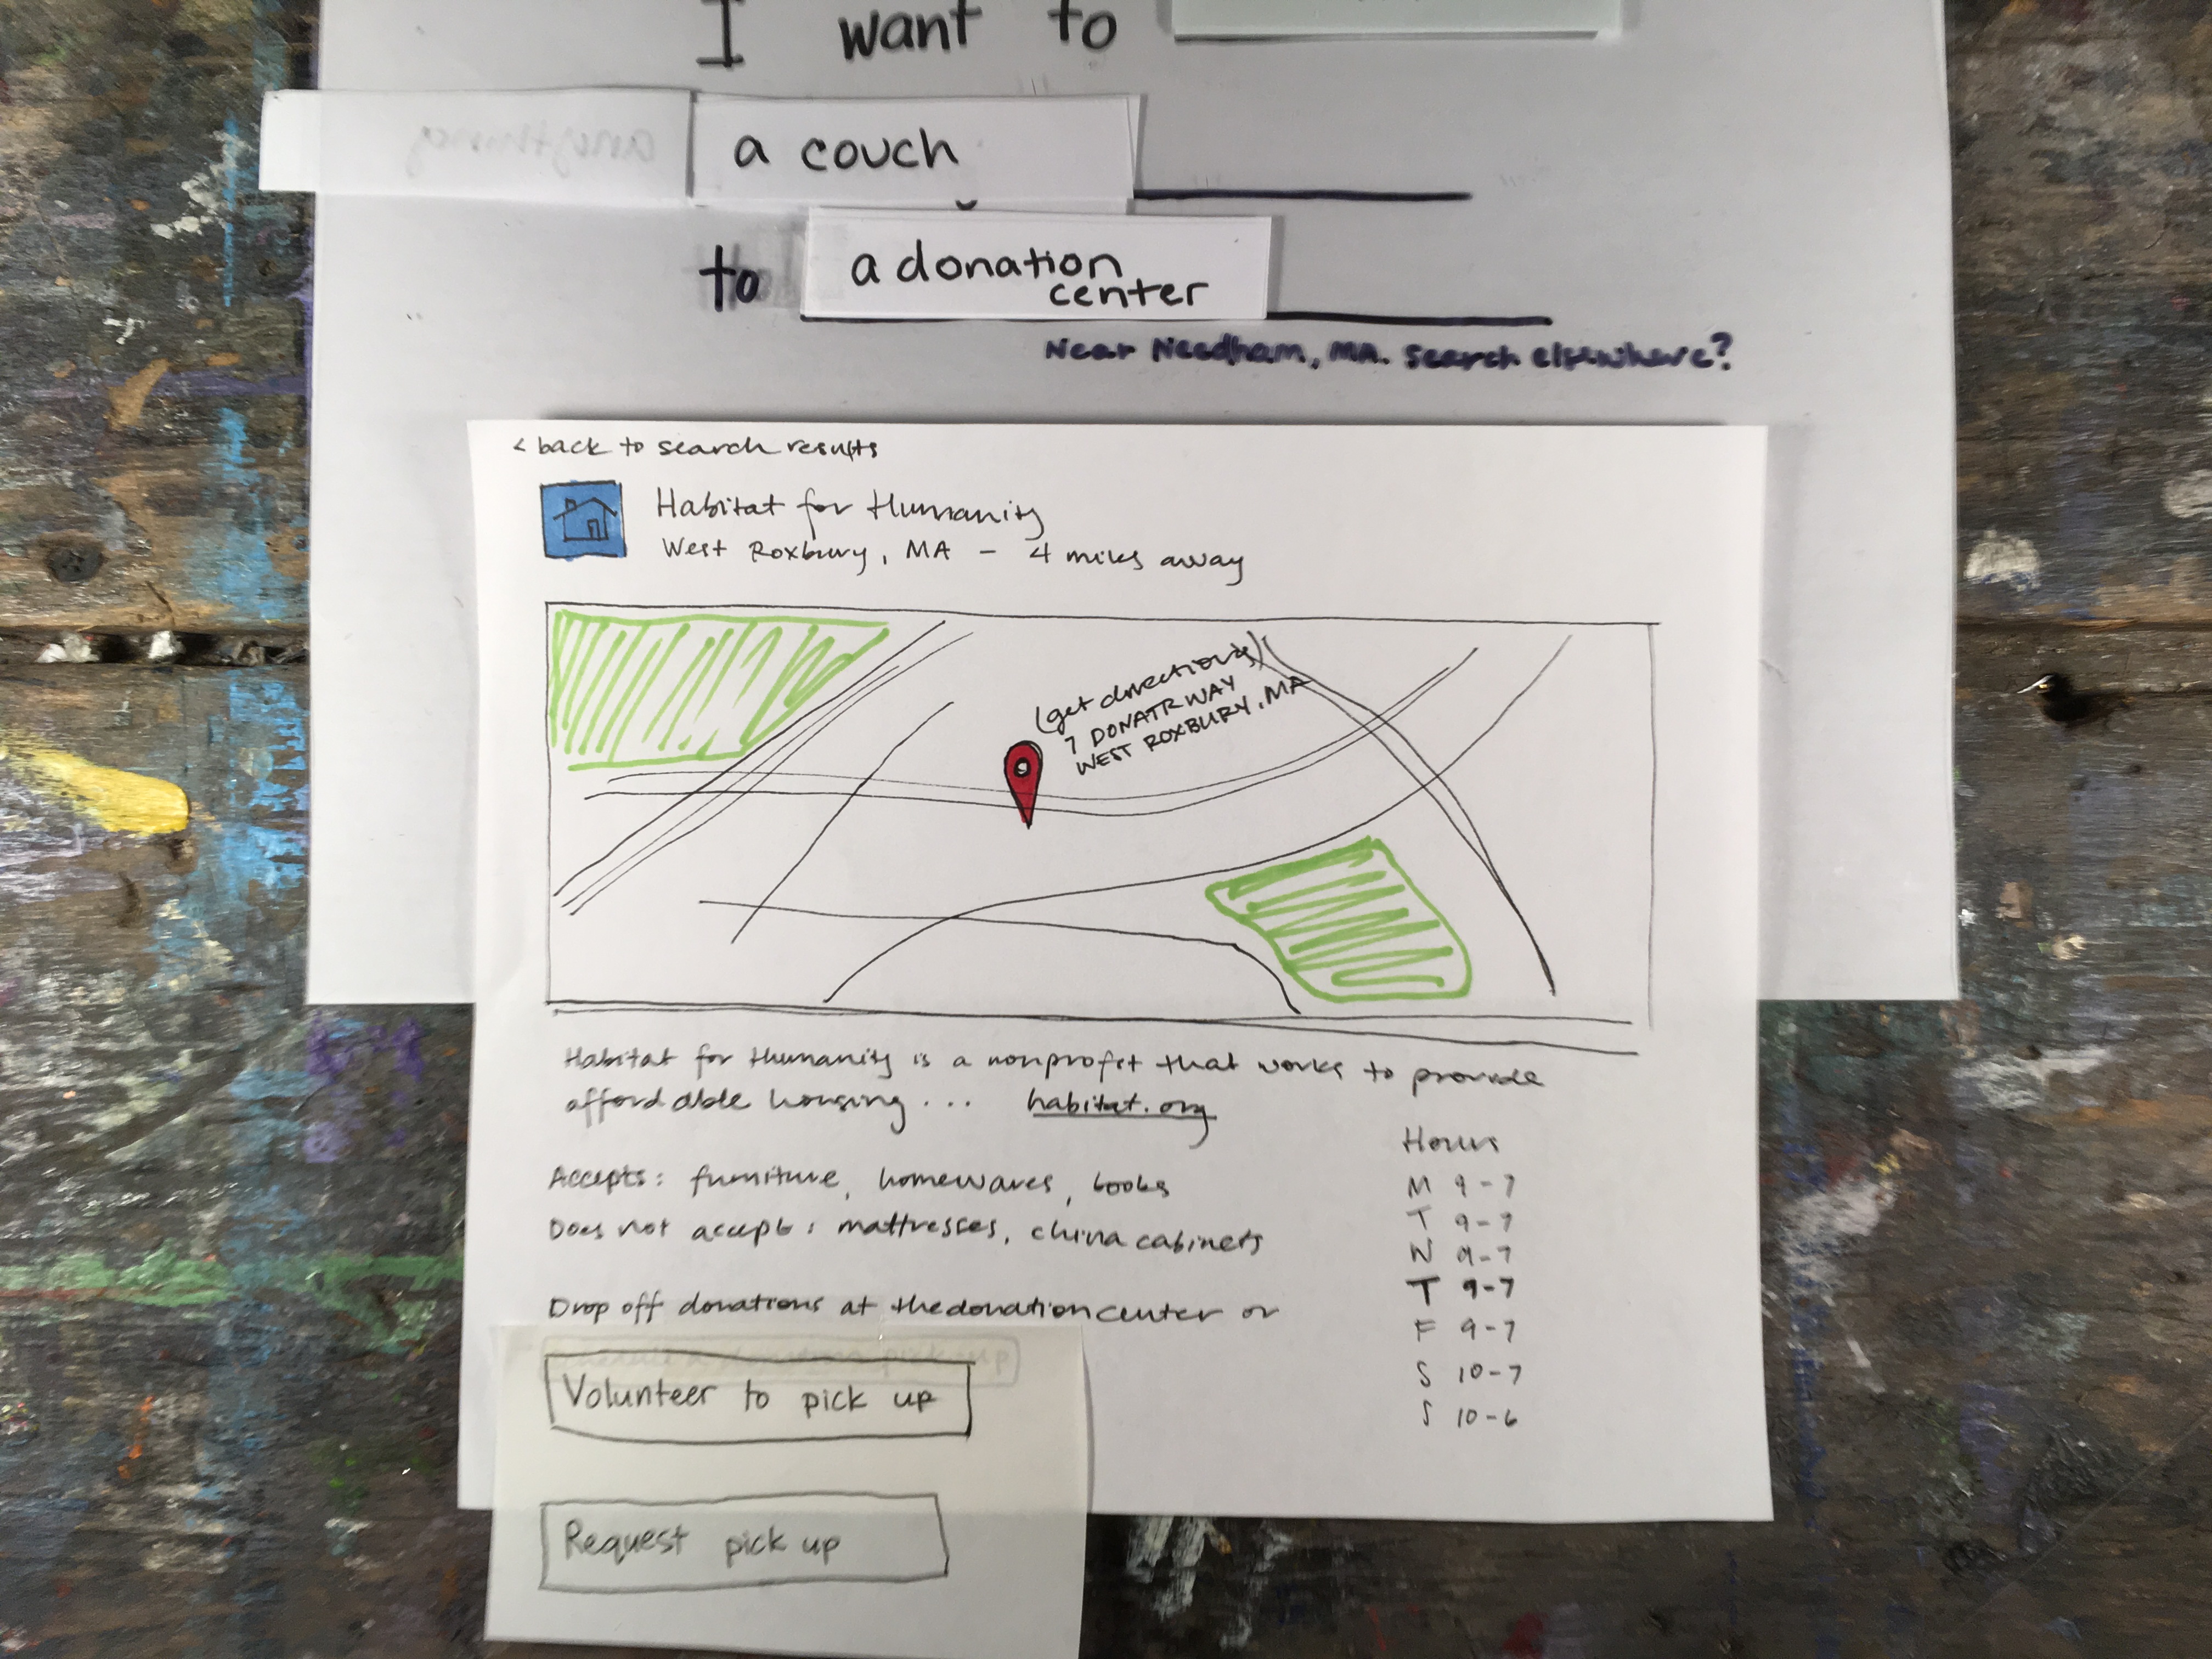 I want to
a couch
to a donation
center
Near Needham, MA. Search elsewhere?
< back to search results
Habitat for Humanity
West Roxbury, MA - 4 miles away
(get directions)
7 DONATR WAY
WEST ROXBURY, MA
Habitat for Humanity is a nonprofit that works to provide
affordable housing... habitat.org
Accepts: furniture, homewares, books
Does not accept: mattresses, china cabinets
Drop off donations at the donation center or
Volunteer to pick up
Request pick up
Hours
M 9-7
T 9-7
W 9-7
T 9-7
F 9-7
S 10-7
S 10-6